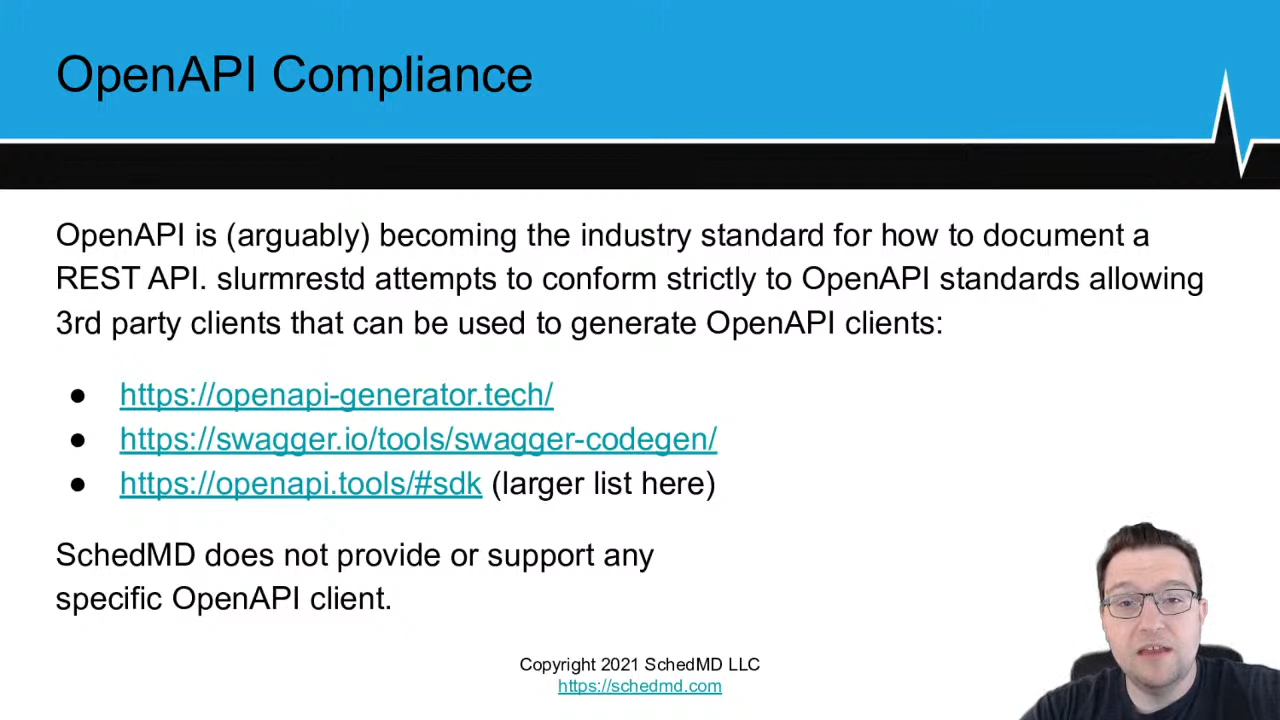 OpenAPI Compliance
OpenAPI is (arguably) becoming the industry standard for how to document a
REST API. slurmrestd attempts to conform strictly to OpenAPI standards allowing
3rd party clients that can be used to generate OpenAPI clients:
● https://openapi-generator.tech/
● https://swagger.io/tools/swagger-codegen/
● https://openapi.tools/#sdk (larger list here)
SchedMD does not provide or support any
specific OpenAPI client.
Copyright 2021 SchedMD LLC
https://schedmd.com